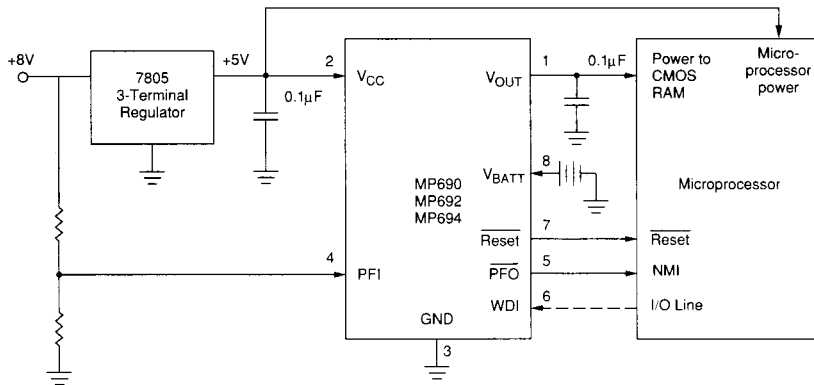 +8V
7805
3-Terminal
Regulator
+5V
0.1µF
2
VCC
MP690
MP692
MP694
4
PFI
GND
3
1
VOUT
0.1µF
8
VBATT
7
Reset
5
PFO
6
WDI
Power to
CMOS
RAM
Micro-
processor
power
Microprocessor
Reset
NMI
I/O Line